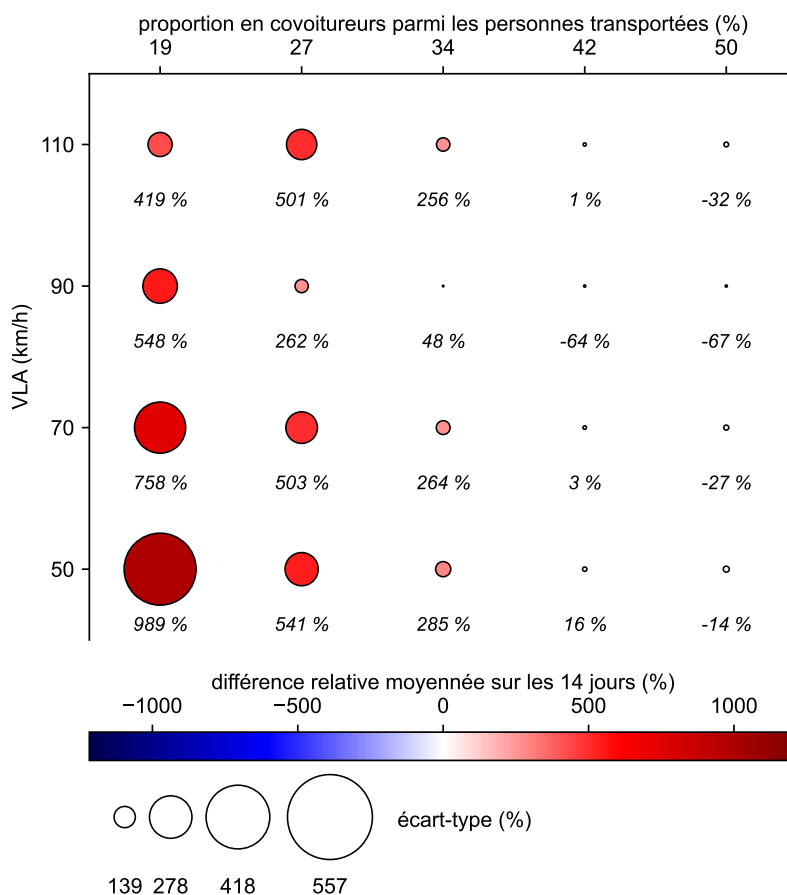 proportion en covoitureurs parmi les personnes transportées (%)
19 27 34 42 50
110
419 % 501 % 256 % 1 % -32 %
90
548 % 262 % 48 % -64 % -67 %
VLA (km/h)
70
758 % 503 % 264 % 3 % -27 %
50
989 % 541 % 285 % 16 % -14 %
différence relative moyennée sur les 14 jours (%)
−1000 −500 0 500 1000
écart-type (%)
139 278 418 557